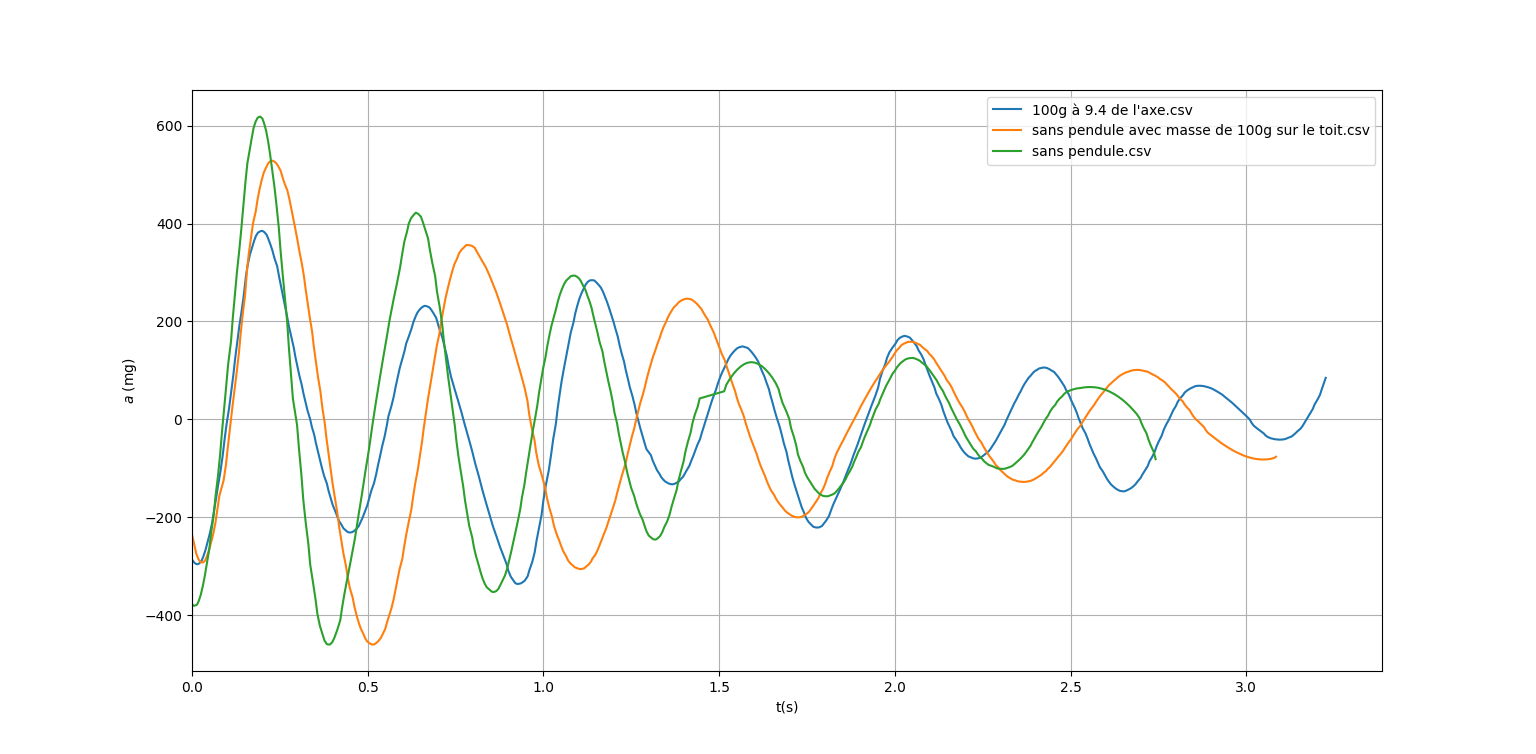 100g à 9.4 de l'axe.csv
sans pendule avec masse de 100g sur le toit.csv
sans pendule.csv
600
400
200
0
−200
−400
a (mg)
0.0 0.5 1.0 1.5 2.0 2.5 3.0
t(s)